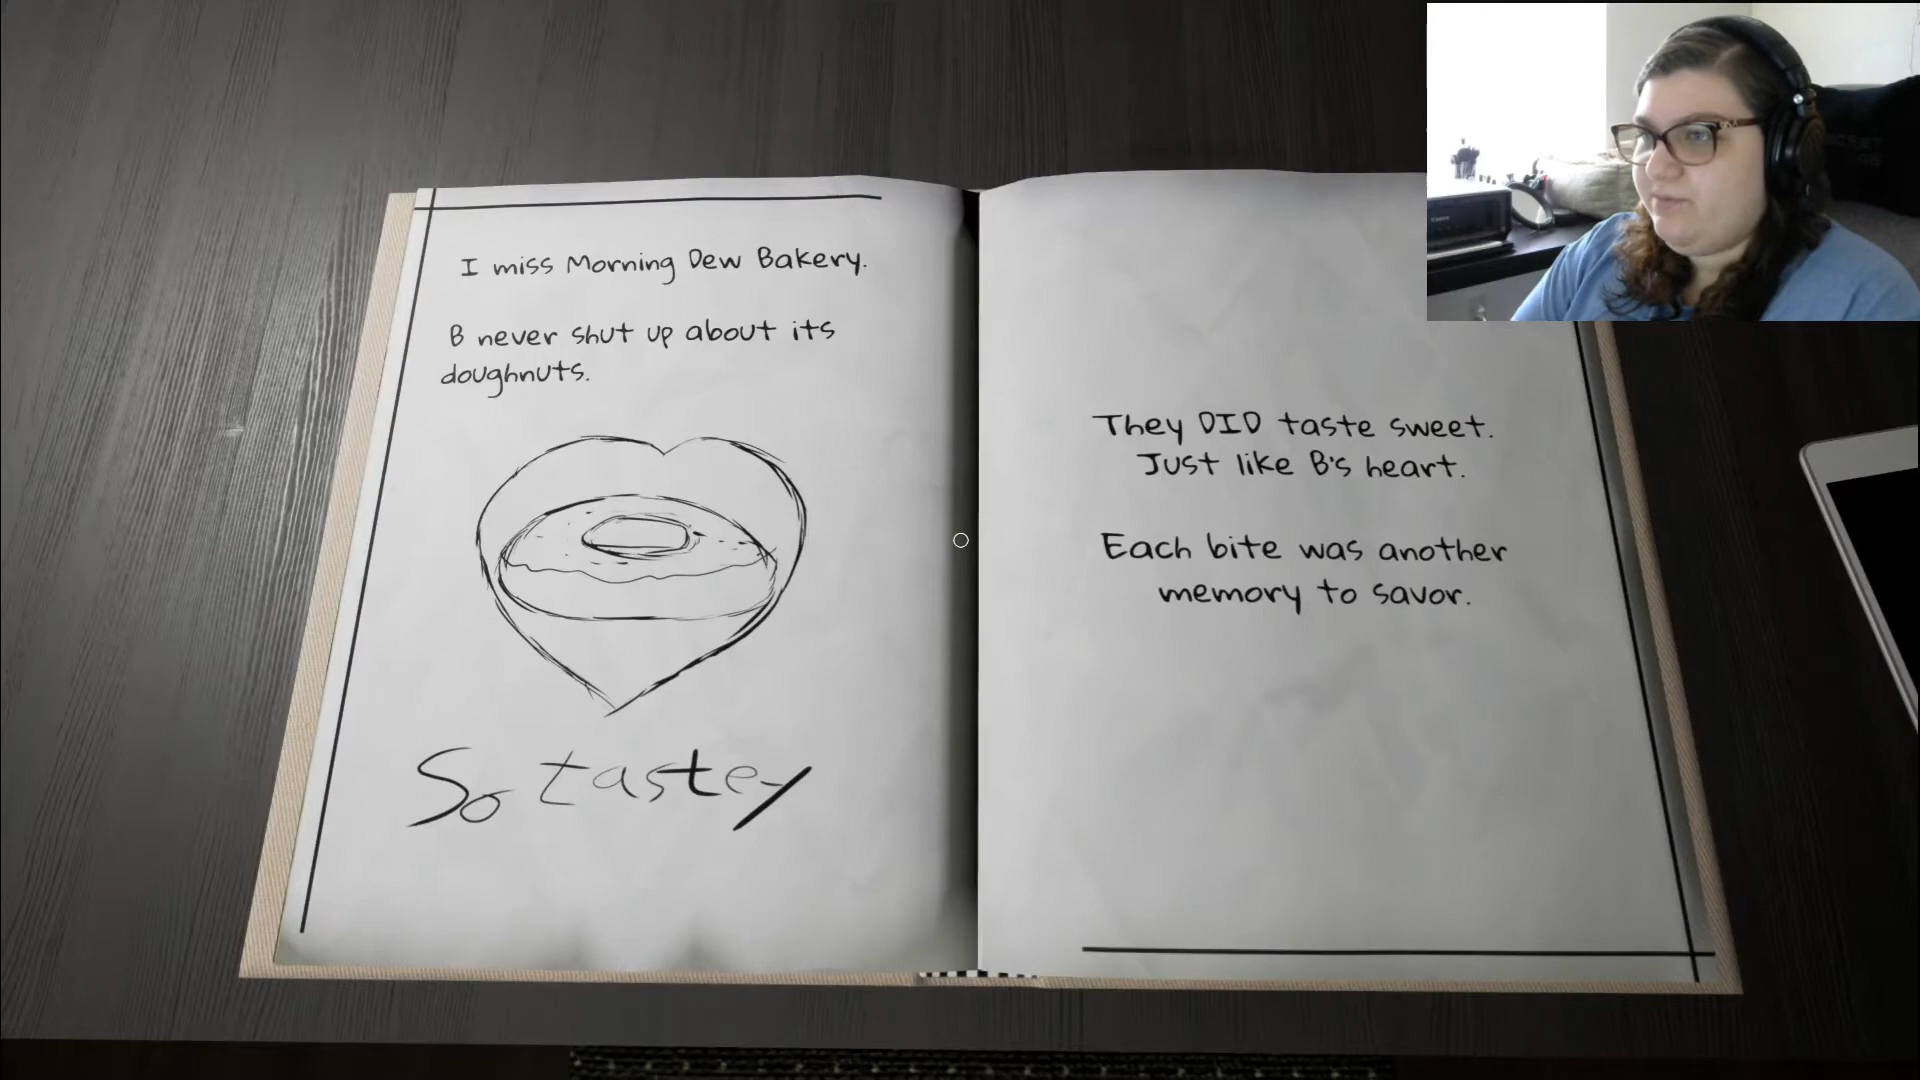 I miss Morning Dew Bakery.
B never shut up about its
doughnuts.
So tastey
They DID taste sweet.
Just like B's heart.
Each bite was another
memory to savor.